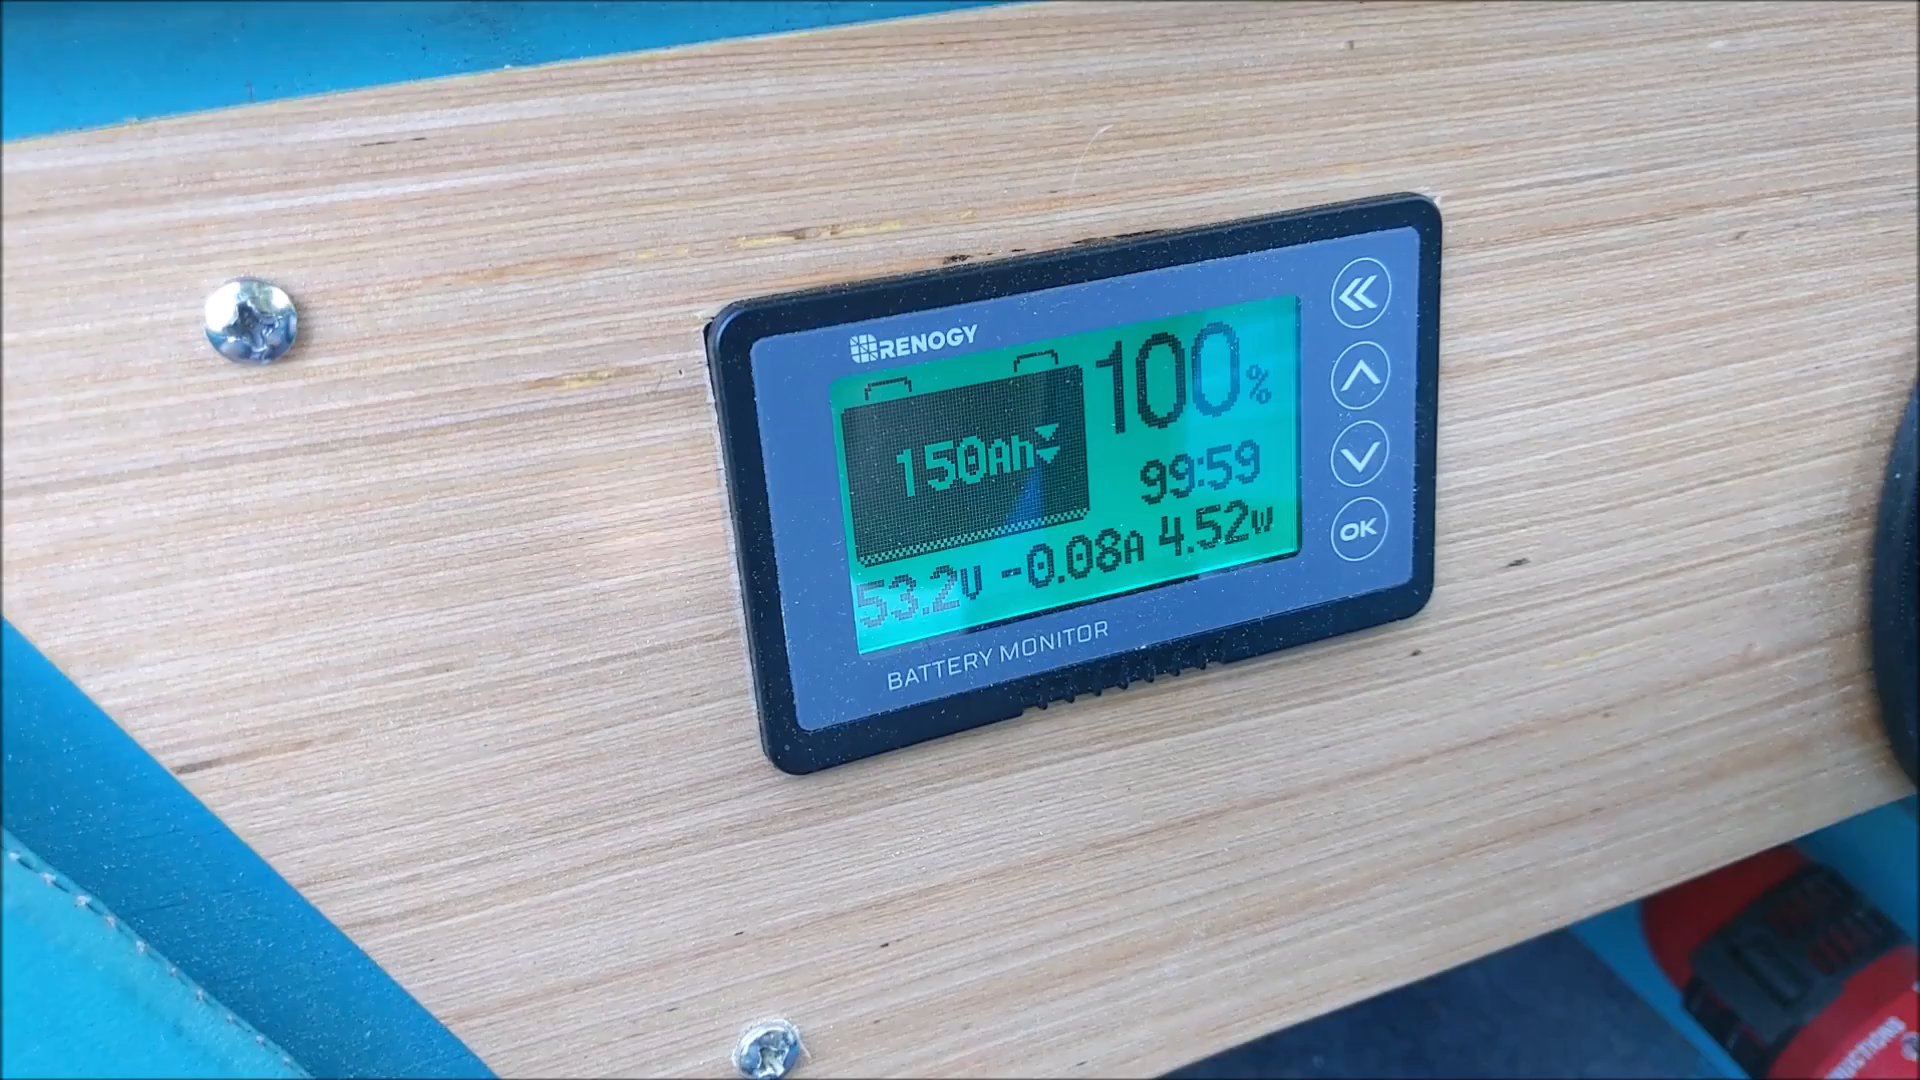 RENOGY
100%
150Ah
99:59
53.2V -0.08A 4.52W
OK
BATTERY MONITOR